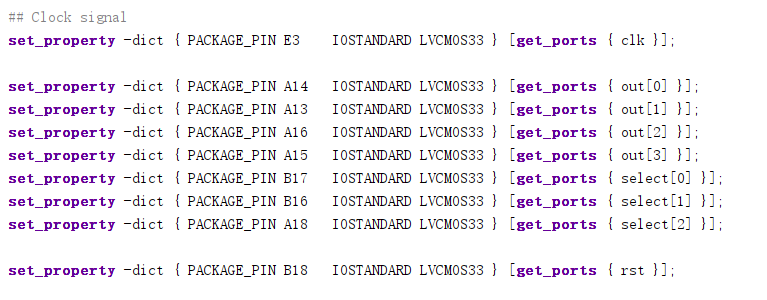 ## Clock signal
set_property -dict { PACKAGE_PIN E3 IOSTANDARD LVCMOS33 } [get_ports { clk }];
set_property -dict { PACKAGE_PIN A14 IOSTANDARD LVCMOS33 } [get_ports { out[0] }];
set_property -dict { PACKAGE_PIN A13 IOSTANDARD LVCMOS33 } [get_ports { out[1] }];
set_property -dict { PACKAGE_PIN A16 IOSTANDARD LVCMOS33 } [get_ports { out[2] }];
set_property -dict { PACKAGE_PIN A15 IOSTANDARD LVCMOS33 } [get_ports { out[3] }];
set_property -dict { PACKAGE_PIN B17 IOSTANDARD LVCMOS33 } [get_ports { select[0] }];
set_property -dict { PACKAGE_PIN B16 IOSTANDARD LVCMOS33 } [get_ports { select[1] }];
set_property -dict { PACKAGE_PIN A18 IOSTANDARD LVCMOS33 } [get_ports { select[2] }];
set_property -dict { PACKAGE_PIN B18 IOSTANDARD LVCMOS33 } [get_ports { rst }];